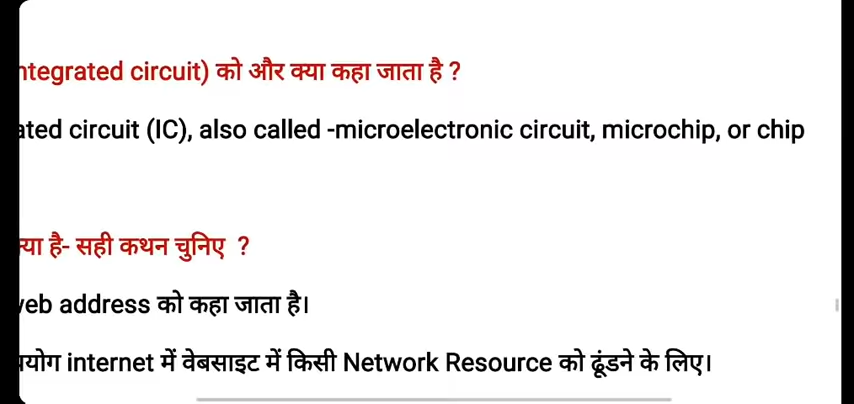 ntegrated circuit) को और क्या कहा जाता है ?
ated circuit (IC), also called -microelectronic circuit, microchip, or chip
क्या है- सही कथन चुनिए ?
web address को कहा जाता है।
internet में वेबसाइट में किसी Network Resource को ढूंडने के लिए।